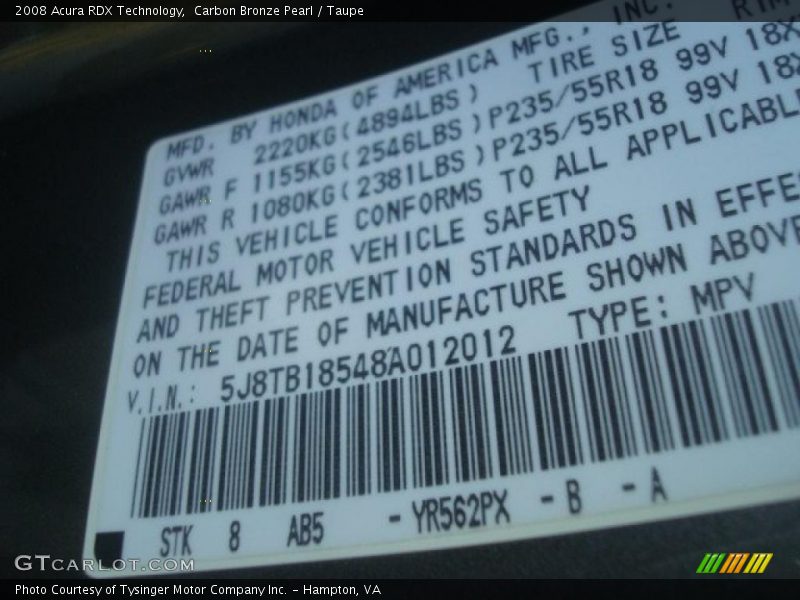 2008 Acura RDX Technology,  Carbon Bronze Pearl / Taupe
MFD. BY HONDA OF AMERICA MFG., INC.
GVWR 2220KG(4894LBS) TIRE SIZE
GAWR F 1155KG(2546LBS)P235/55R18 99V 18X
GAWR R 1080KG(2381LBS)P235/55R18 99V 18X
THIS VEHICLE CONFORMS TO ALL APPLICABLE
FEDERAL MOTOR VEHICLE SAFETY
AND THEFT PREVENTION STANDARDS IN EFFE
ON THE DATE OF MANUFACTURE SHOWN ABOVE
V.I.N.: 5J8TB18548A012012 TYPE: MPV
STK 8 AB5 - YR562PX - B - A
GTCARLOT.COM
Photo Courtesy of Tysinger Motor Company Inc. - Hampton, VA